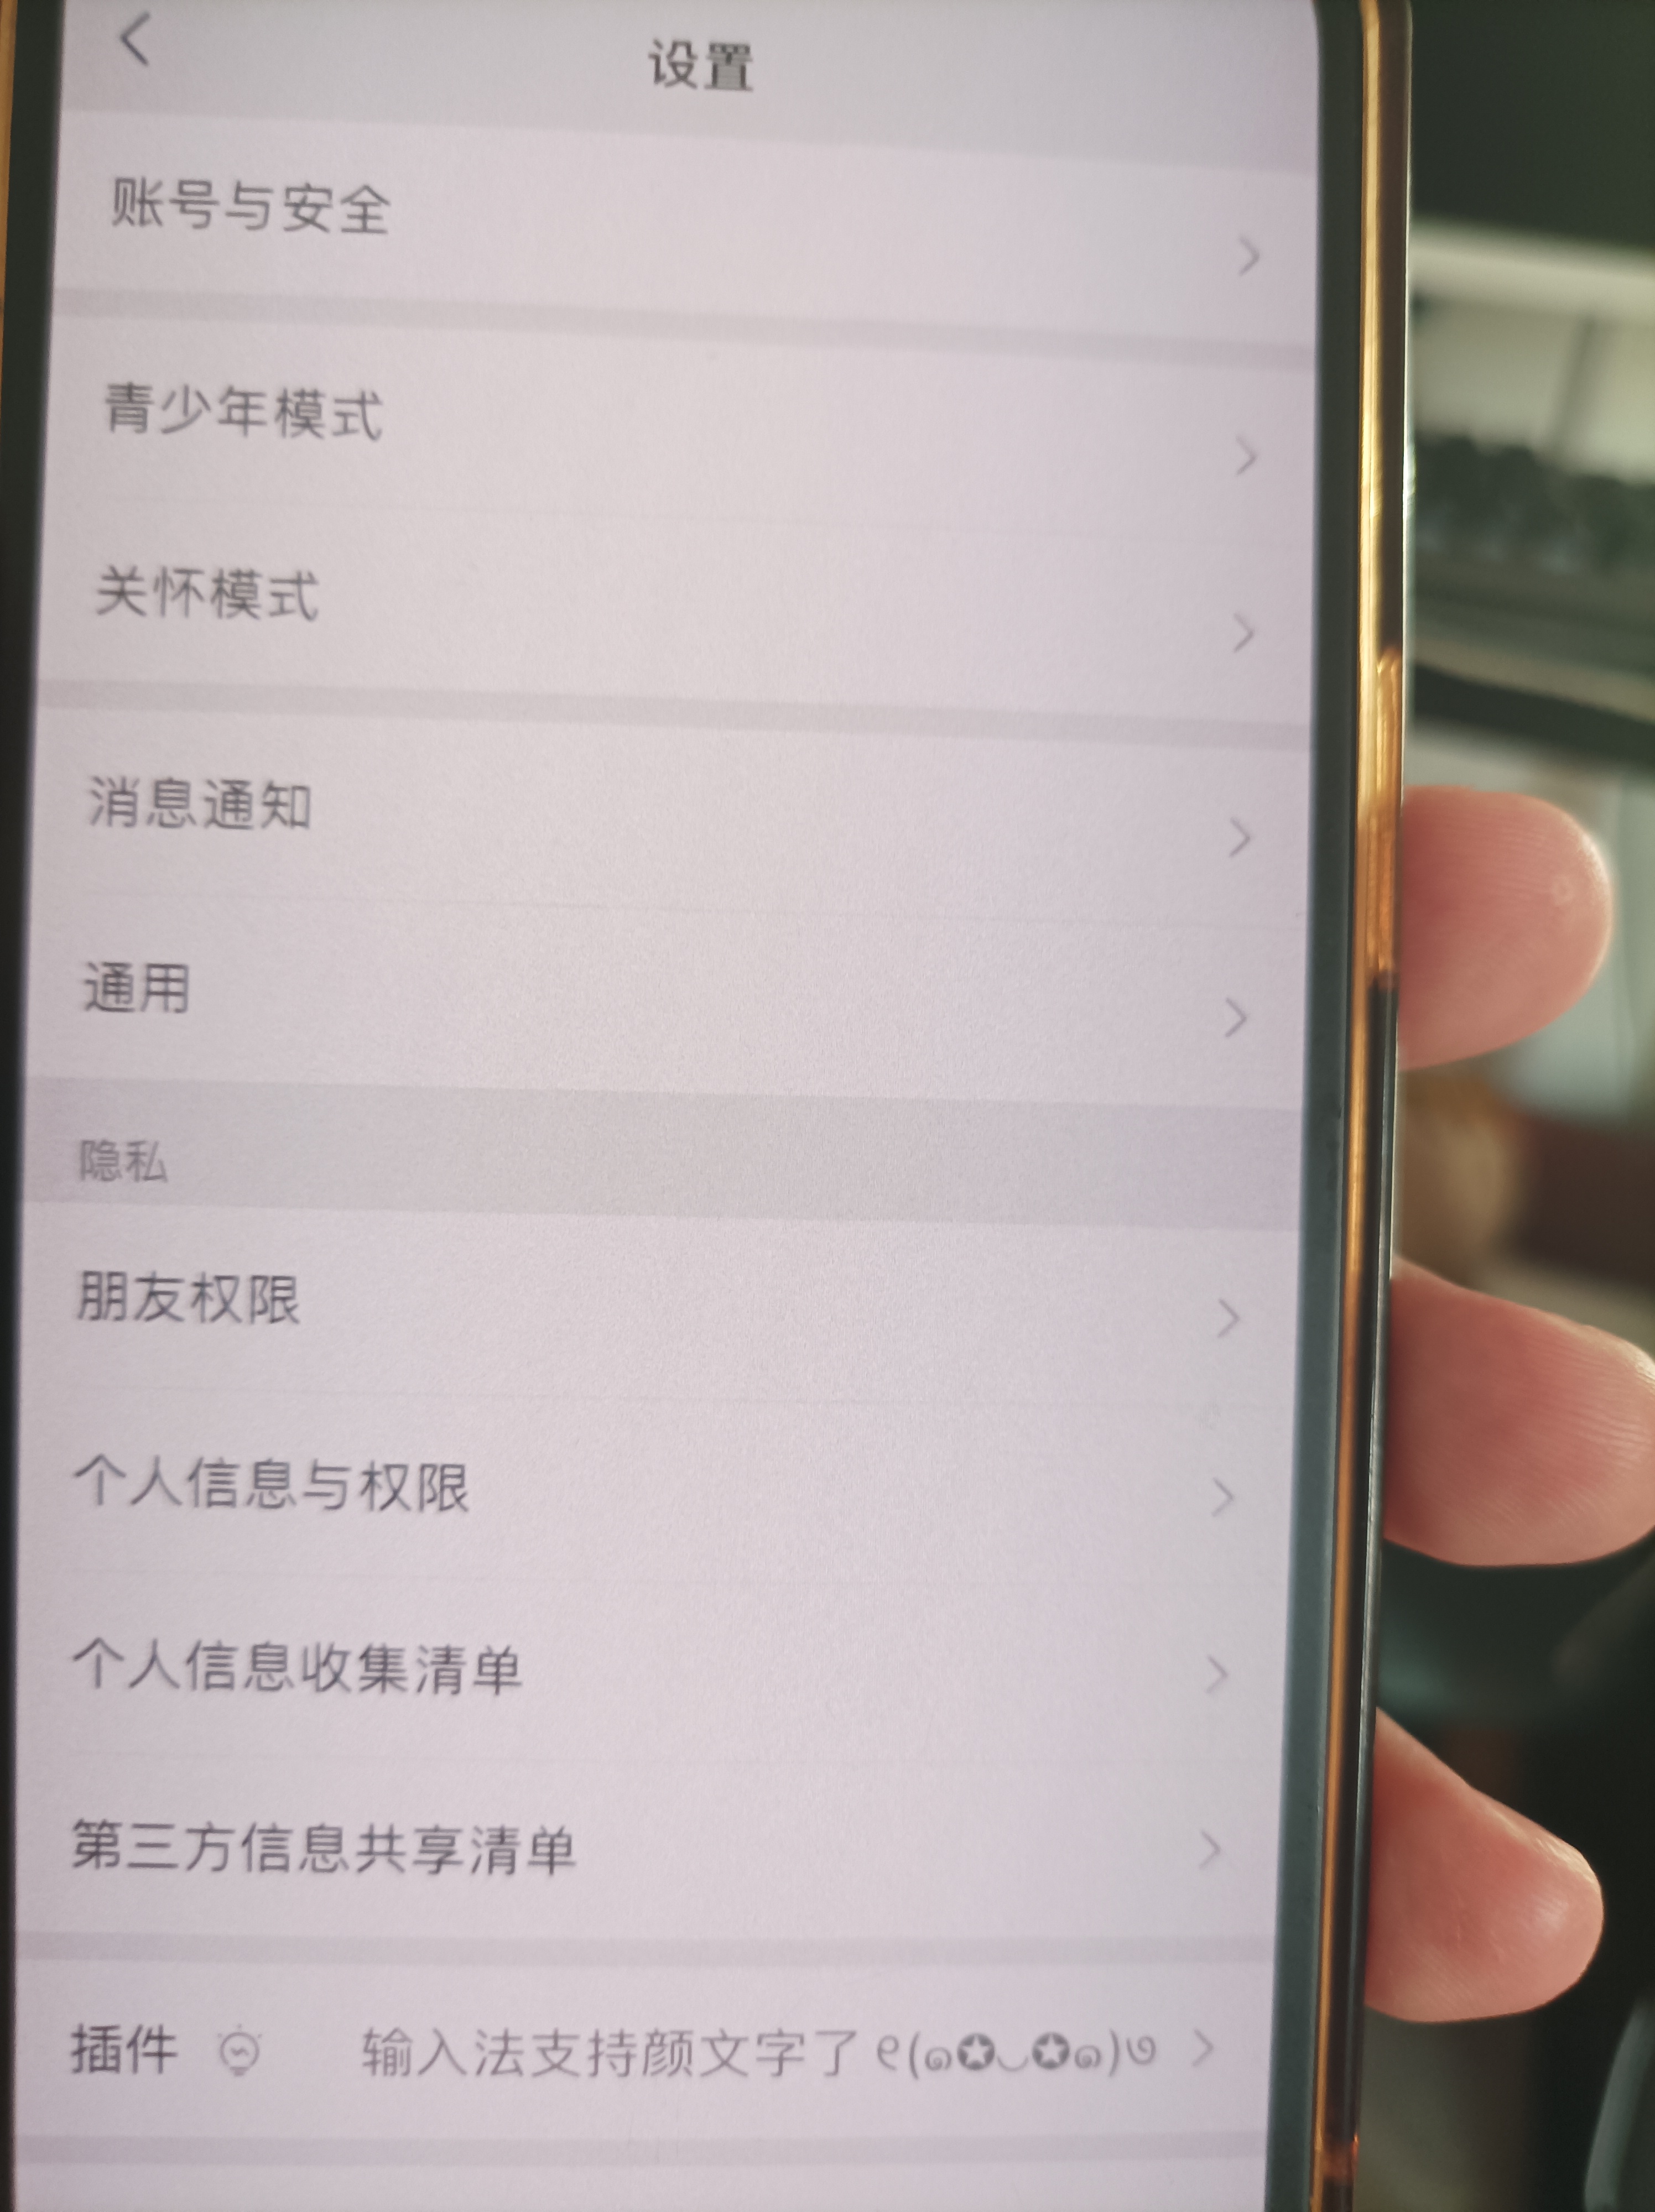 设置
账号与安全
青少年模式
关怀模式
消息通知
通用
隐私
朋友权限
个人信息与权限
个人信息收集清单
第三方信息共享清单
插件 输入法支持颜文字了 ୧(๑✪◡✪๑)୨